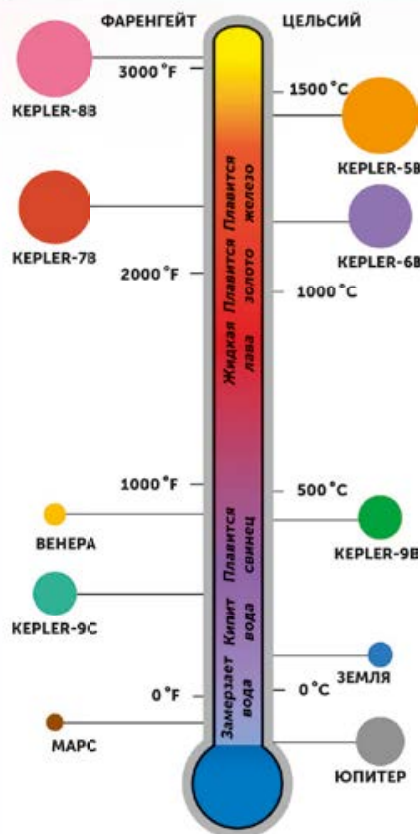 ФАРЕНГЕЙТ
ЦЕЛЬСИЙ
3000°F
1500°C
KEPLER-8B
KEPLER-5B
Плавится
железо
KEPLER-7B
KEPLER-6B
2000°F
1000°C
Плавится
золото
Жидкая
лава
1000°F
500°C
ВЕНЕРА
KEPLER-9B
Плавится
свинец
KEPLER-9C
Кипит
вода
ЗЕМЛЯ
0°F
0°C
Замерзает
вода
МАРС
ЮПИТЕР